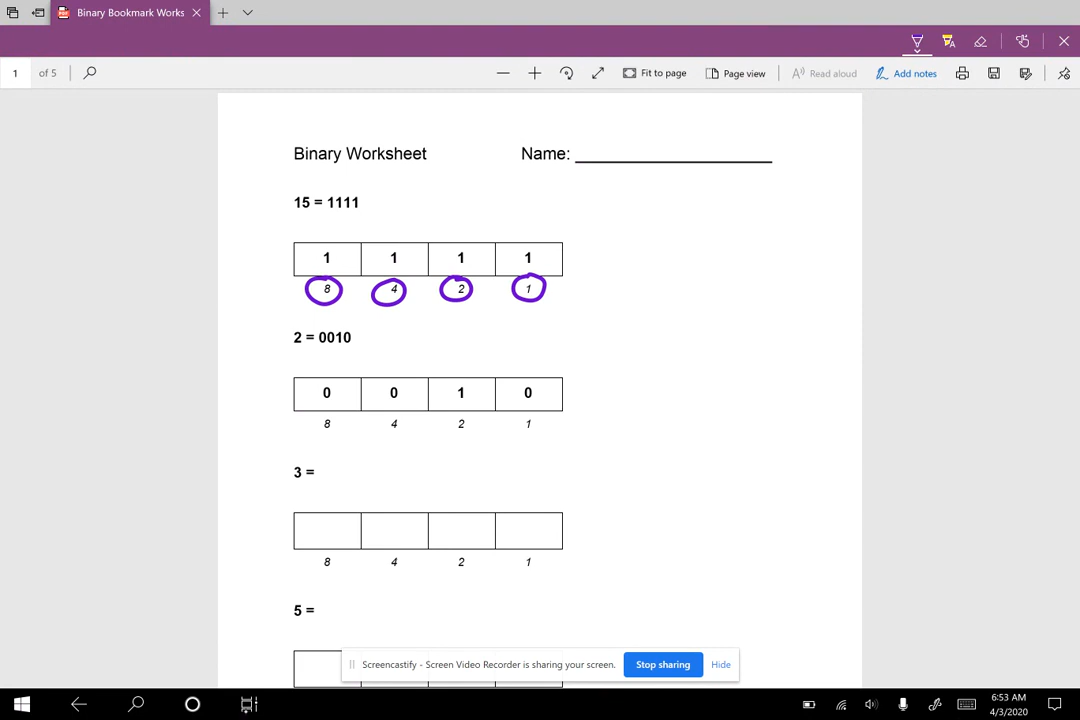 Binary Bookmark Works
1 of 5
Fit to page
Page view
Read aloud
Add notes
Binary Worksheet
Name: ____________________
15 = 1111
1 1 1 1
8 4 2 1
2 = 0010
0 0 1 0
8 4 2 1
3 =
8 4 2 1
5 =
Screencastify - Screen Video Recorder is sharing your screen.
Stop sharing
Hide
6:53 AM
4/3/2020